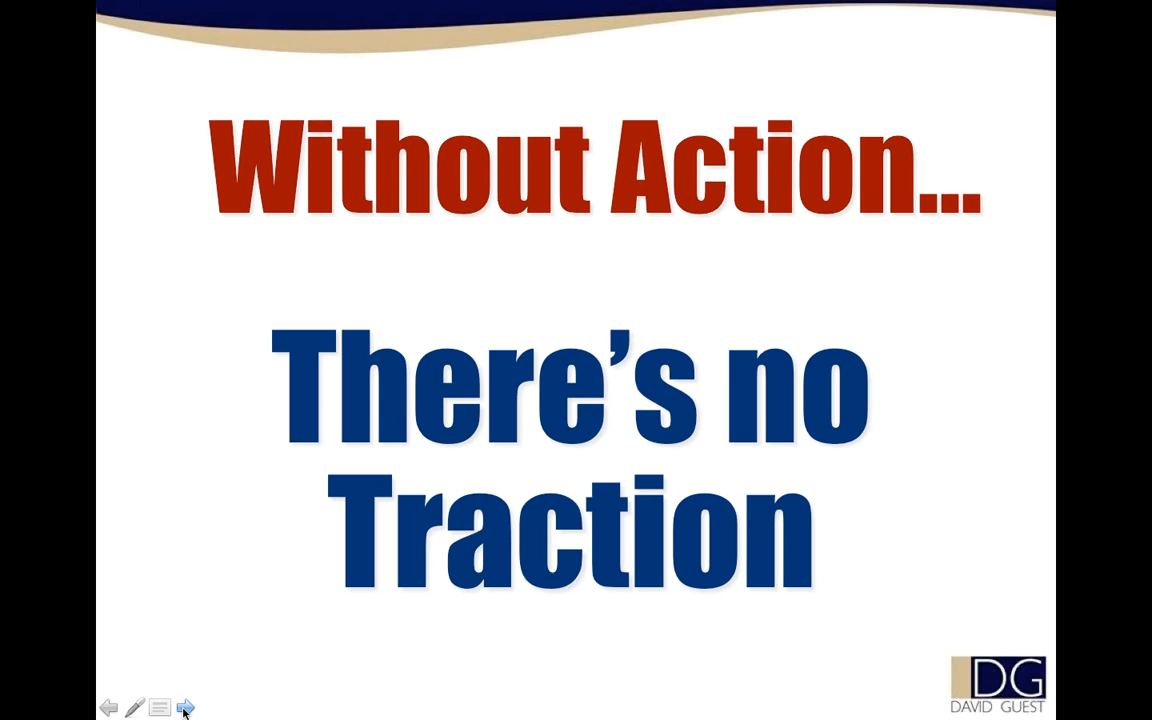 Without Action...
There’s no
Traction
DG
DAVID GUEST